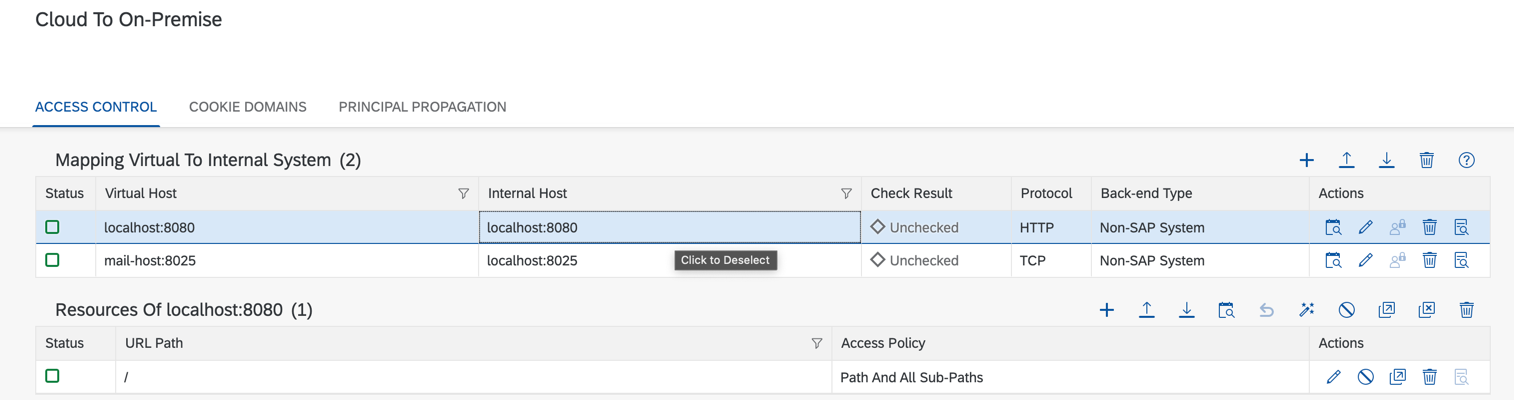 Cloud To On-Premise
ACCESS CONTROL COOKIE DOMAINS PRINCIPAL PROPAGATION
Mapping Virtual To Internal System (2)
Status Virtual Host Internal Host Check Result Protocol Back-end Type Actions
localhost:8080 localhost:8080 Unchecked HTTP Non-SAP System
mail-host:8025 localhost:8025 Click to Deselect Unchecked TCP Non-SAP System
Resources Of localhost:8080 (1)
Status URL Path Access Policy Actions
/ Path And All Sub-Paths